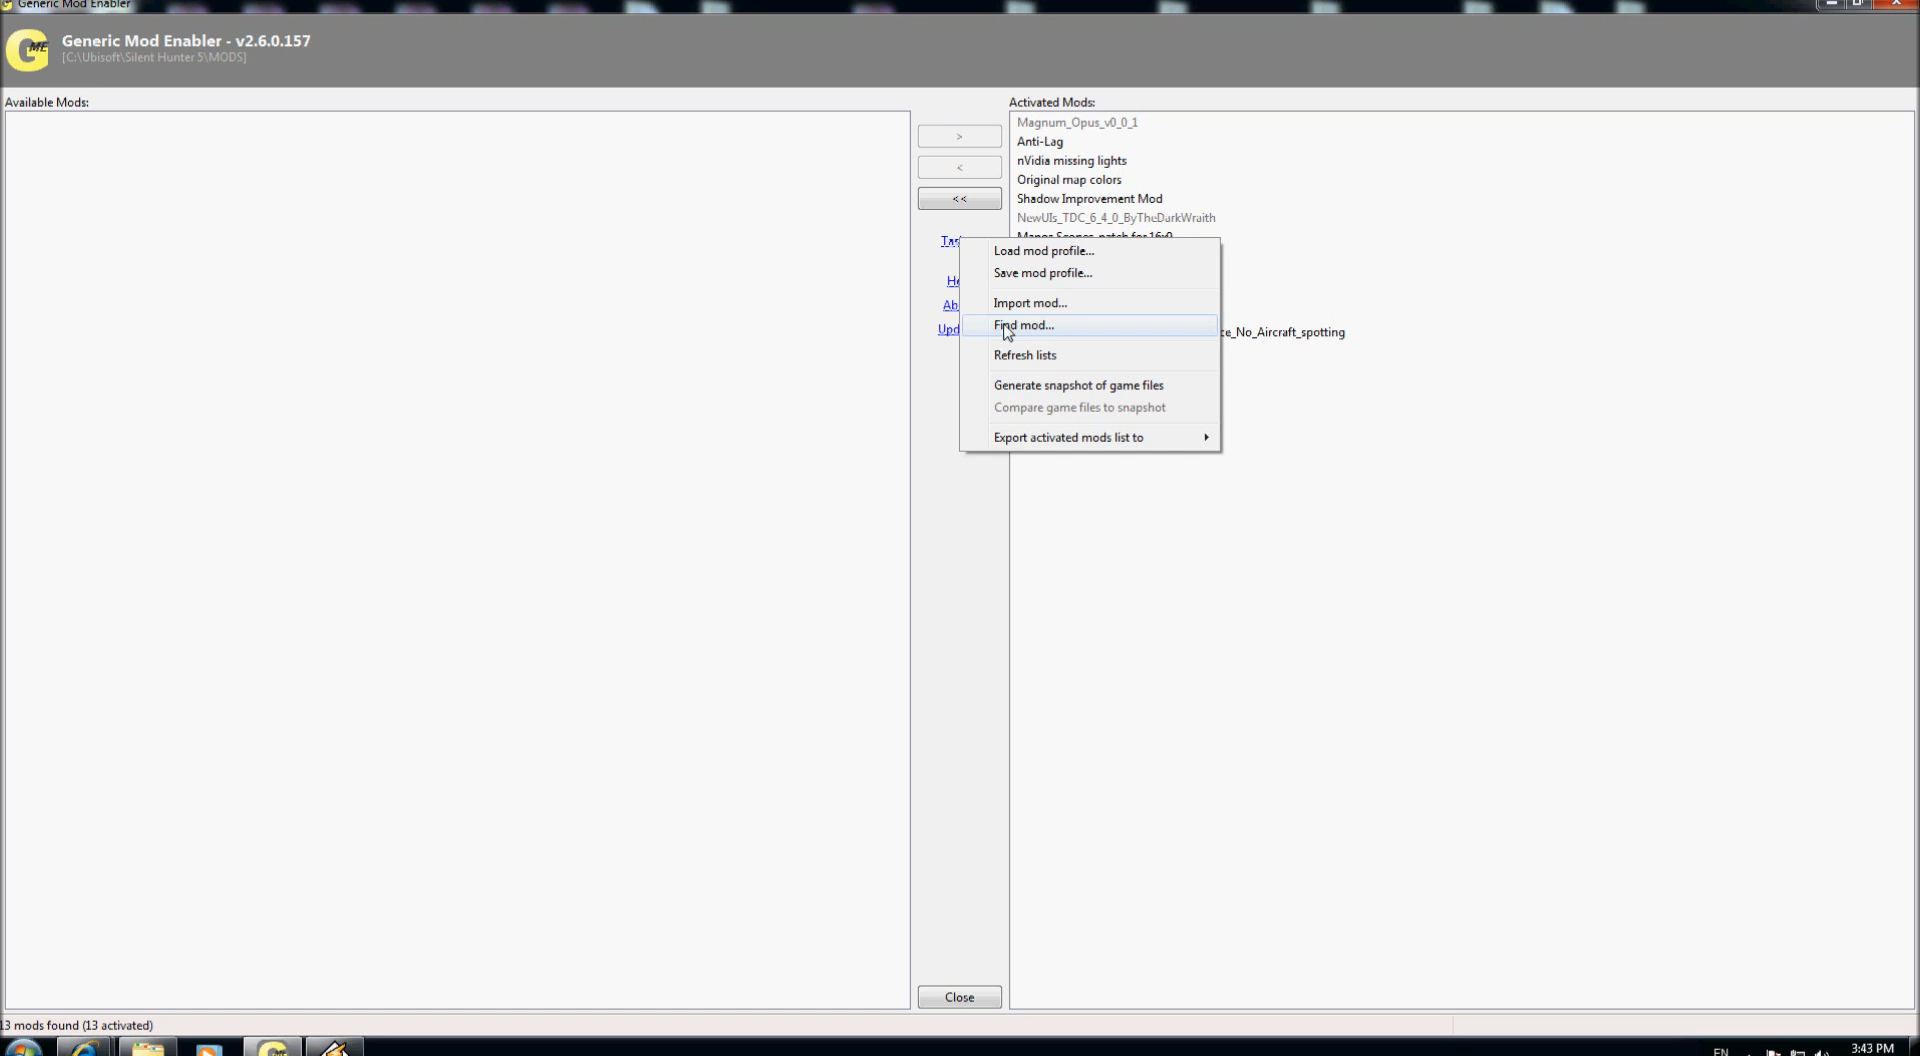 Generic Mod Enabler
GME
Generic Mod Enabler - v2.6.0.157
[C:\Ubisoft\Silent Hunter 5\MODS]
Available Mods:
>
<
<<
Close
Activated Mods:
Magnum_Opus_v0_0_1
Anti-Lag
nVidia missing lights
Original map colors
Shadow Improvement Mod
NewUIs_TDC_6_4_0_ByTheDarkWraith
ce_No_Aircraft_spotting
Load mod profile...
Save mod profile...
Import mod...
Find mod...
Refresh lists
Generate snapshot of game files
Compare game files to snapshot
Export activated mods list to
13 mods found (13 activated)
EN
3:43 PM